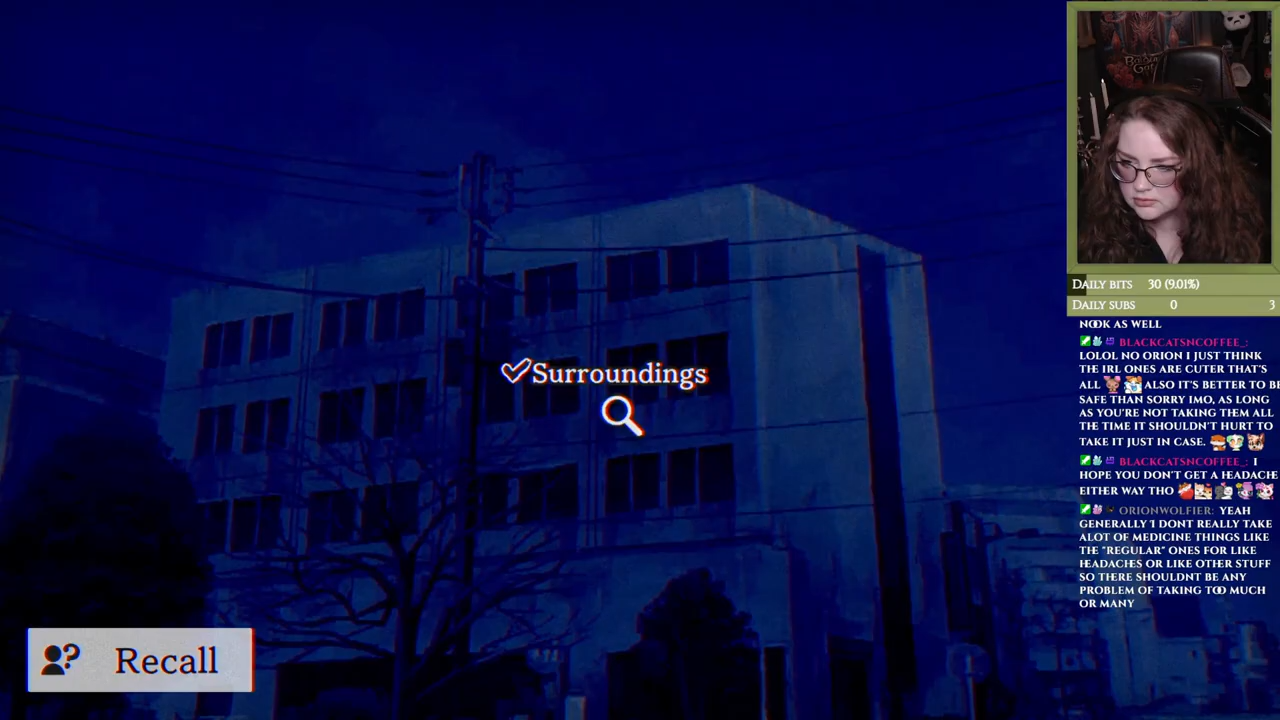 Surroundings
Recall
DAILY BITS 30 (9.01%)
DAILY SUBS 0 3
NOOK AS WELL
BLACKCATSNCOFFEE_:
LOLOL NO ORION I JUST THINK
THE IRL ONES ARE CUTER THAT'S
ALL ALSO IT'S BETTER TO BE
SAFE THAN SORRY IMO, AS LONG
AS YOU'RE NOT TAKING THEM ALL
THE TIME IT SHOULDN'T HURT TO
TAKE IT JUST IN CASE.
BLACKCATSNCOFFEE_: I
HOPE YOU DON'T GET A HEADACHE
EITHER WAY THO
ORIONWOLFIER: YEAH
GENERALLY I DONT REALLY TAKE
ALOT OF MEDICINE THINGS LIKE
THE "REGULAR" ONES FOR LIKE
HEADACHES OR LIKE OTHER STUFF
SO THERE SHOULDNT BE ANY
PROBLEM OF TAKING TOO MUCH
OR MANY